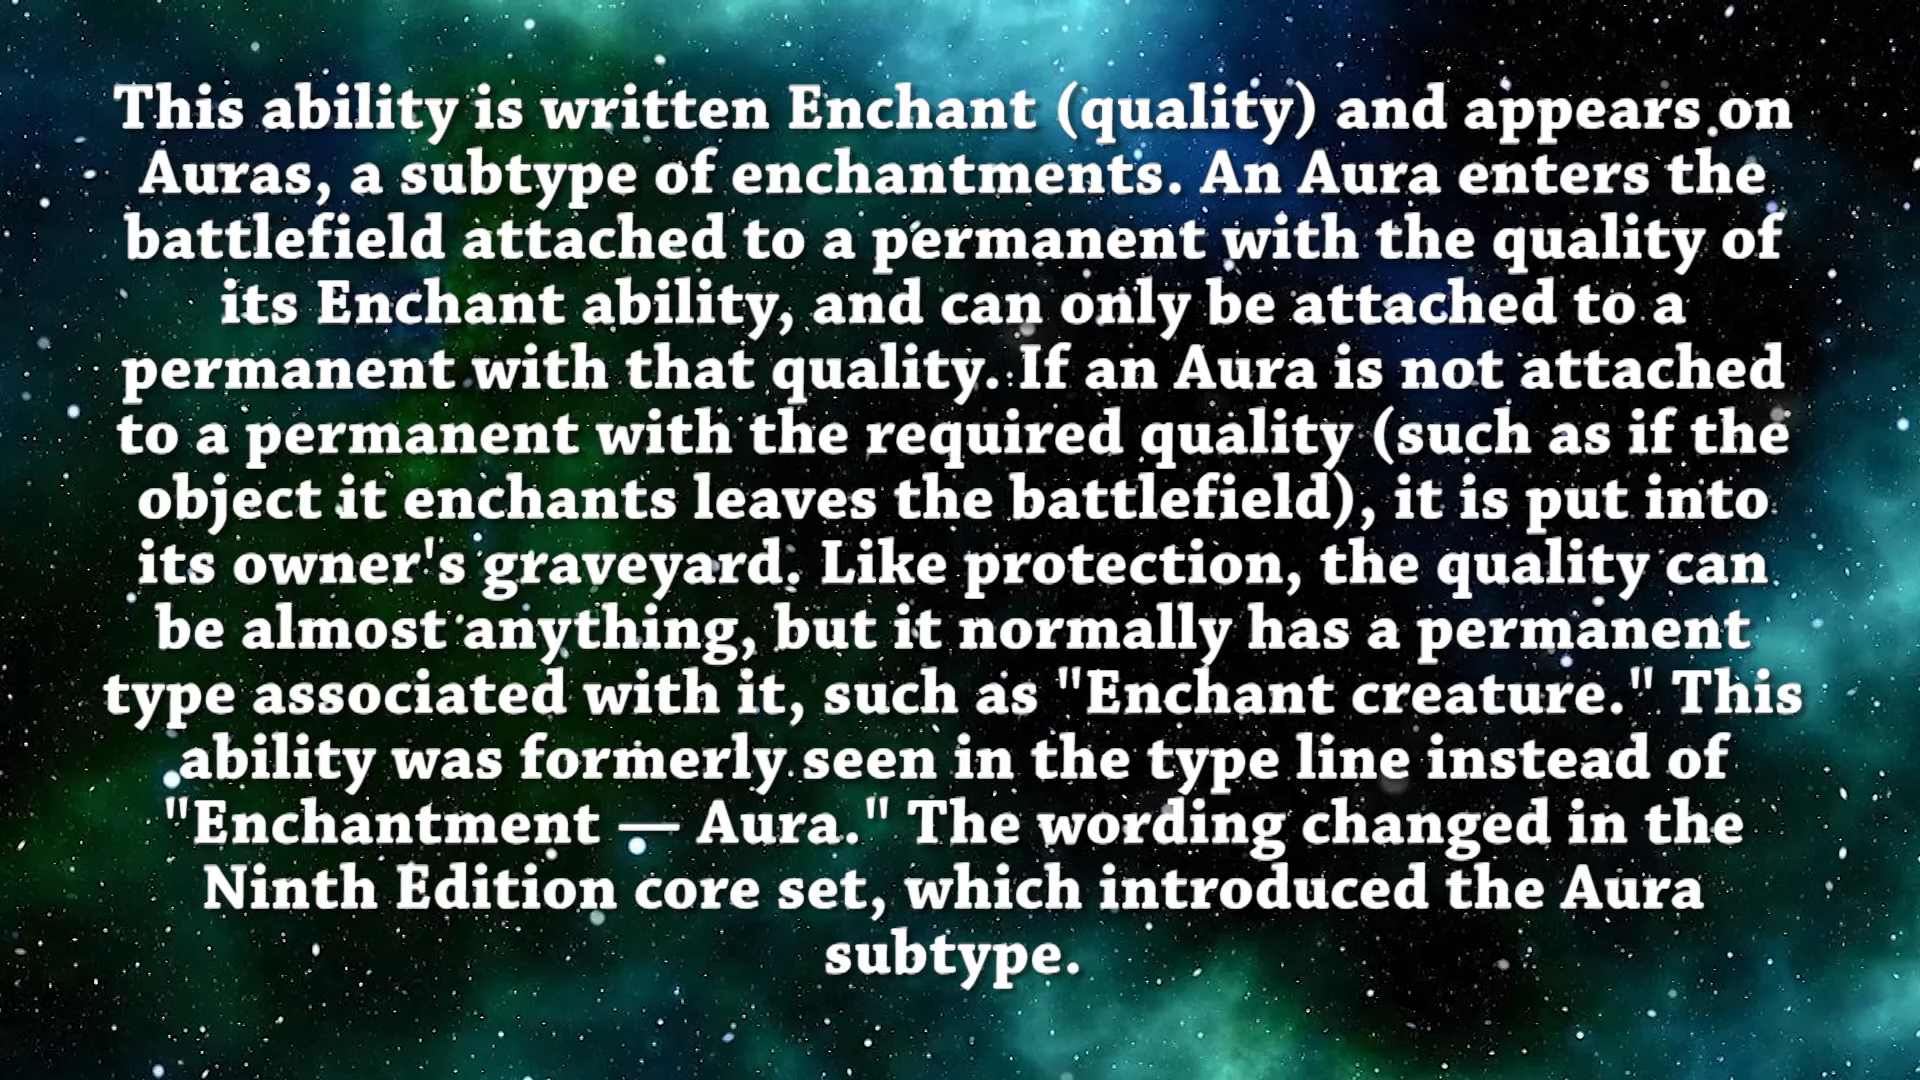 This ability is written Enchant (quality) and appears on
Auras, a subtype of enchantments. An Aura enters the
battlefield attached to a permanent with the quality of
its Enchant ability, and can only be attached to a
permanent with that quality. If an Aura is not attached
to a permanent with the required quality (such as if the
object it enchants leaves the battlefield), it is put into
its owner's graveyard. Like protection, the quality can
be almost anything, but it normally has a permanent
type associated with it, such as "Enchant creature." This
ability was formerly seen in the type line instead of
"Enchantment — Aura." The wording changed in the
Ninth Edition core set, which introduced the Aura
subtype.